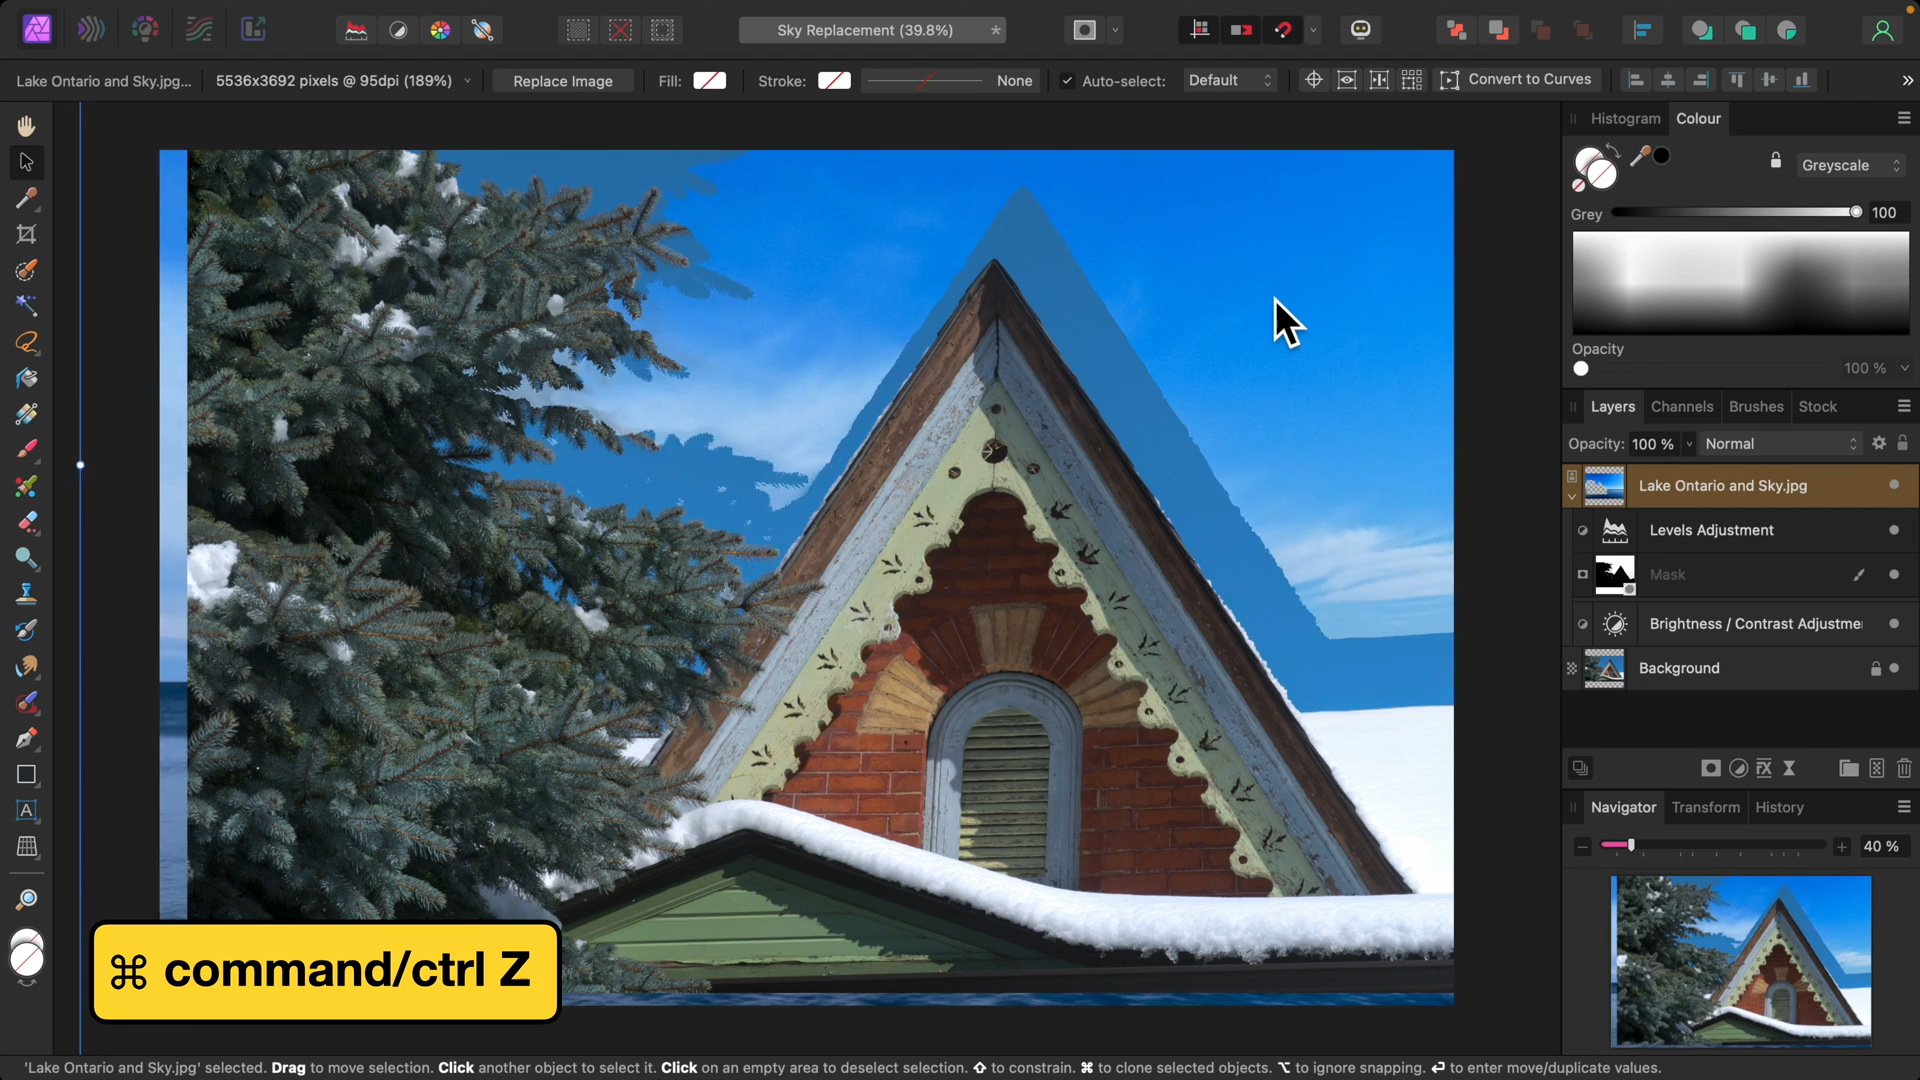 Sky Replacement (39.8%)
*
Lake Ontario and Sky.jpg...
5536x3692 pixels @ 95dpi (189%)
Replace Image
Fill:
Stroke:
None
Auto-select:
Default
Convert to Curves
Histogram
Colour
Greyscale
Grey
100
Opacity
100 %
Layers
Channels
Brushes
Stock
Opacity:
100 %
Normal
Lake Ontario and Sky.jpg
Levels Adjustment
Mask
Brightness / Contrast Adjustme
Background
Navigator
Transform
History
40 %
⌘ command/ctrl Z
'Lake Ontario and Sky.jpg' selected. Drag to move selection. Click another object to select it. Click on an empty area to deselect selection. ⇧ to constrain. ⌘ to clone selected objects. ⌥ to ignore snapping. ⏎ to enter move/duplicate values.